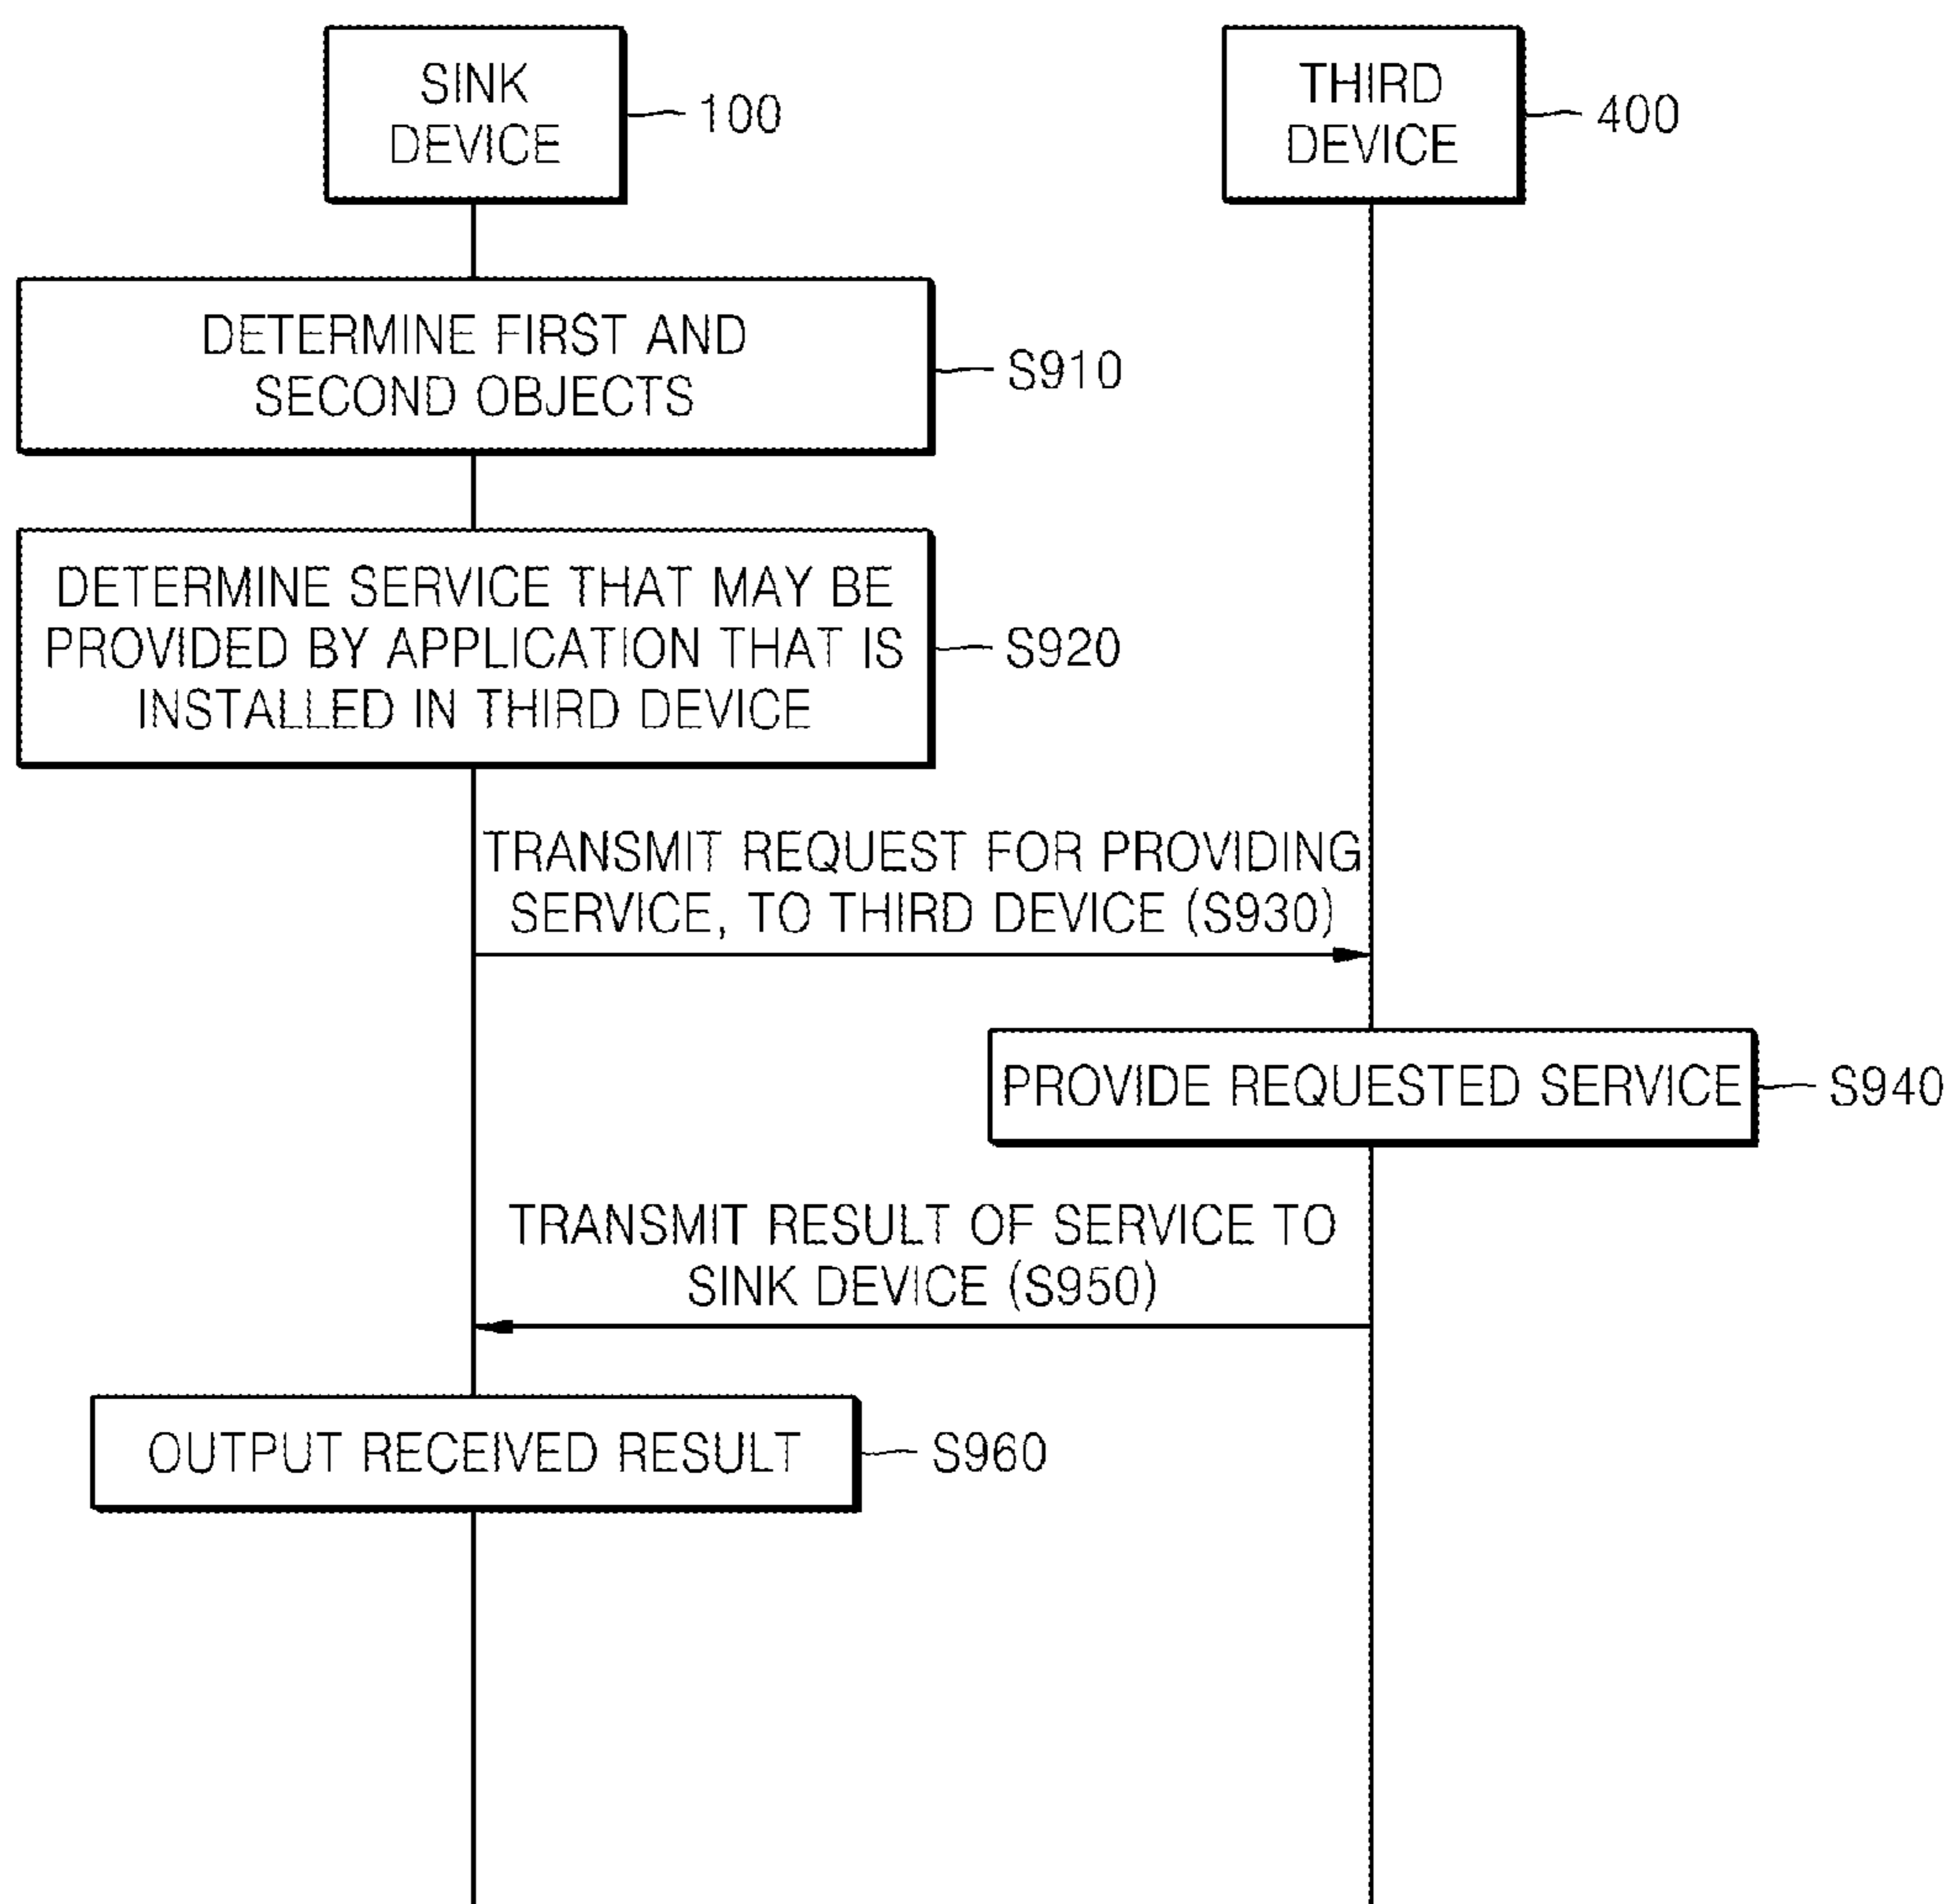 SINK
DEVICE
100
THIRD
DEVICE
400
DETERMINE FIRST AND
SECOND OBJECTS
S910
DETERMINE SERVICE THAT MAY BE
PROVIDED BY APPLICATION THAT IS
INSTALLED IN THIRD DEVICE
S920
TRANSMIT REQUEST FOR PROVIDING
SERVICE, TO THIRD DEVICE (S930)
PROVIDE REQUESTED SERVICE
S940
TRANSMIT RESULT OF SERVICE TO
SINK DEVICE (S950)
OUTPUT RECEIVED RESULT
S960